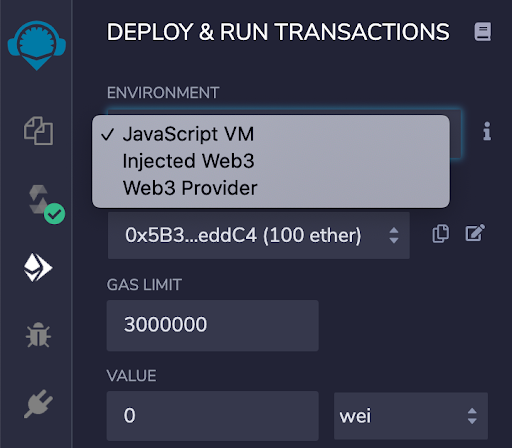 DEPLOY & RUN TRANSACTIONS
ENVIRONMENT
✓ JavaScript VM
Injected Web3
Web3 Provider
0x5B3...eddC4 (100 ether)
GAS LIMIT
3000000
VALUE
0 wei